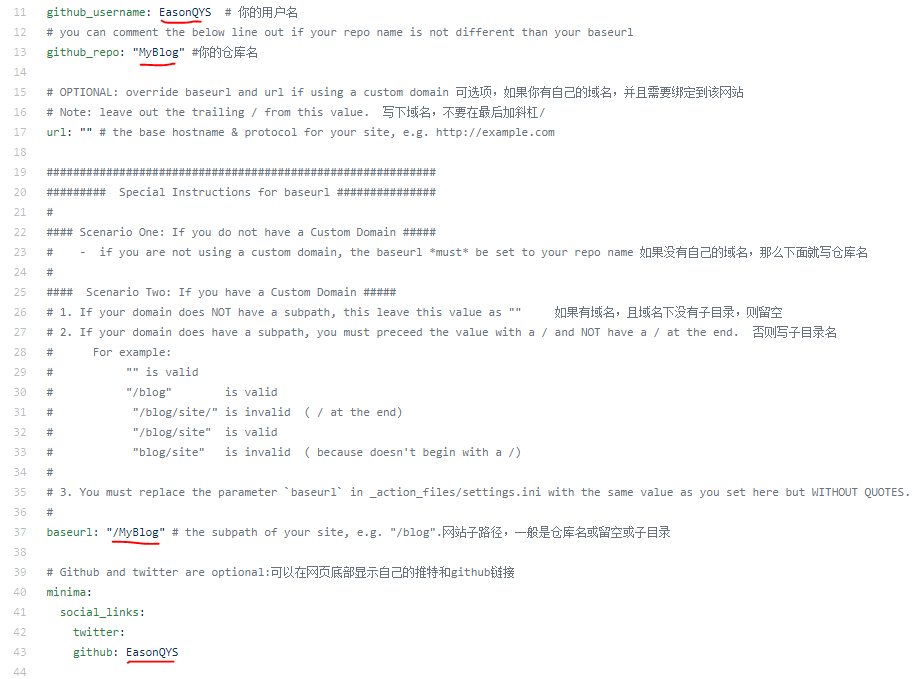 11 github_username: EasonQYS # 你的用户名
12 # you can comment the below line out if your repo name is not different than your baseurl
13 github_repo: "MyBlog" #你的仓库名
14
15 # OPTIONAL: override baseurl and url if using a custom domain 可选项，如果你有自己的域名，并且需要绑定到该网站
16 # Note: leave out the trailing / from this value. 写下域名，不要在最后加斜杠/
17 url: "" # the base hostname & protocol for your site, e.g. http://example.com
18
19 ###########################################################
20 ######### Special Instructions for baseurl ###############
21 #
22 #### Scenario One: If you do not have a Custom Domain #####
23 # - if you are not using a custom domain, the baseurl *must* be set to your repo name 如果没有自己的域名，那么下面就写仓库名
24 #
25 #### Scenario Two: If you have a Custom Domain #####
26 # 1. If your domain does NOT have a subpath, this leave this value as "" 如果有域名，且域名下没有子目录，则留空
27 # 2. If your domain does have a subpath, you must preceed the value with a / and NOT have a / at the end. 否则写子目录名
28 # For example:
29 # "" is valid
30 # "/blog" is valid
31 # "/blog/site/" is invalid ( / at the end)
32 # "/blog/site" is valid
33 # "blog/site" is invalid ( because doesn't begin with a /)
34 #
35 # 3. You must replace the parameter `baseurl` in _action_files/settings.ini with the same value as you set here but WITHOUT QUOTES.
36 #
37 baseurl: "/MyBlog" # the subpath of your site, e.g. "/blog".网站子路径，一般是仓库名或留空或子目录
38
39 # Github and twitter are optional:可以在网页底部显示自己的推特和github链接
40 minima:
41 social_links:
42 twitter:
43 github: EasonQYS
44